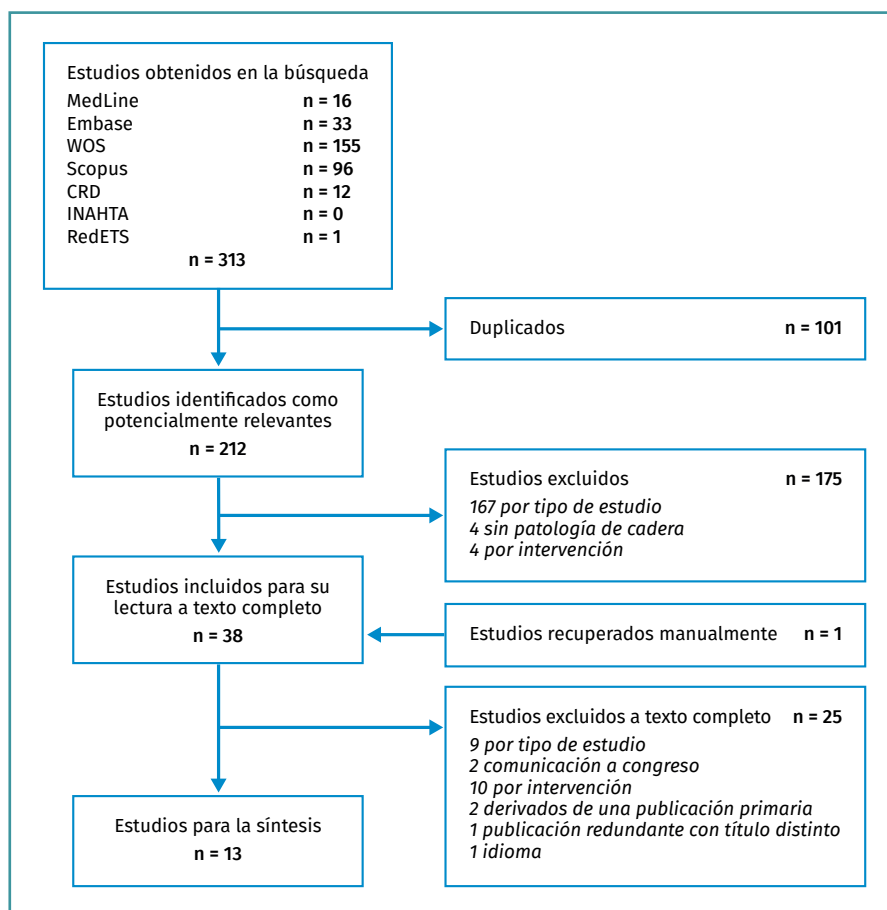 Estudios obtenidos en la búsqueda
MedLine n = 16
Embase n = 33
WOS n = 155
Scopus n = 96
CRD n = 12
INAHTA n = 0
RedETS n = 1
n = 313
Duplicados n = 101
Estudios identificados como
potencialmente relevantes
n = 212
Estudios excluidos n = 175
167 por tipo de estudio
4 sin patología de cadera
4 por intervención
Estudios incluidos para su
lectura a texto completo
n = 38
Estudios recuperados manualmente n = 1
Estudios excluidos a texto completo n = 25
9 por tipo de estudio
2 comunicación a congreso
10 por intervención
2 derivados de una publicación primaria
1 publicación redundante con título distinto
1 idioma
Estudios para la síntesis
n = 13